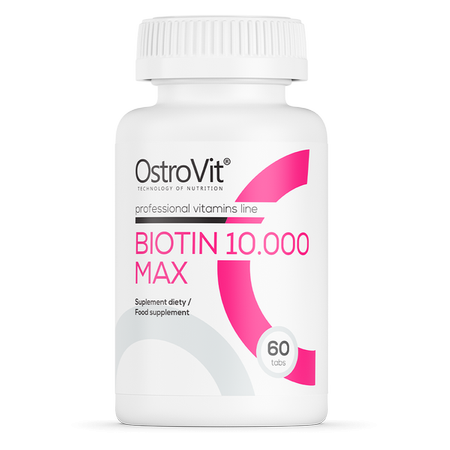 OstroVit®
TECHNOLOGY OF NUTRITION
professional vitamins line
BIOTIN 10.000
MAX
Suplement diety /
Food supplement
60
tabs